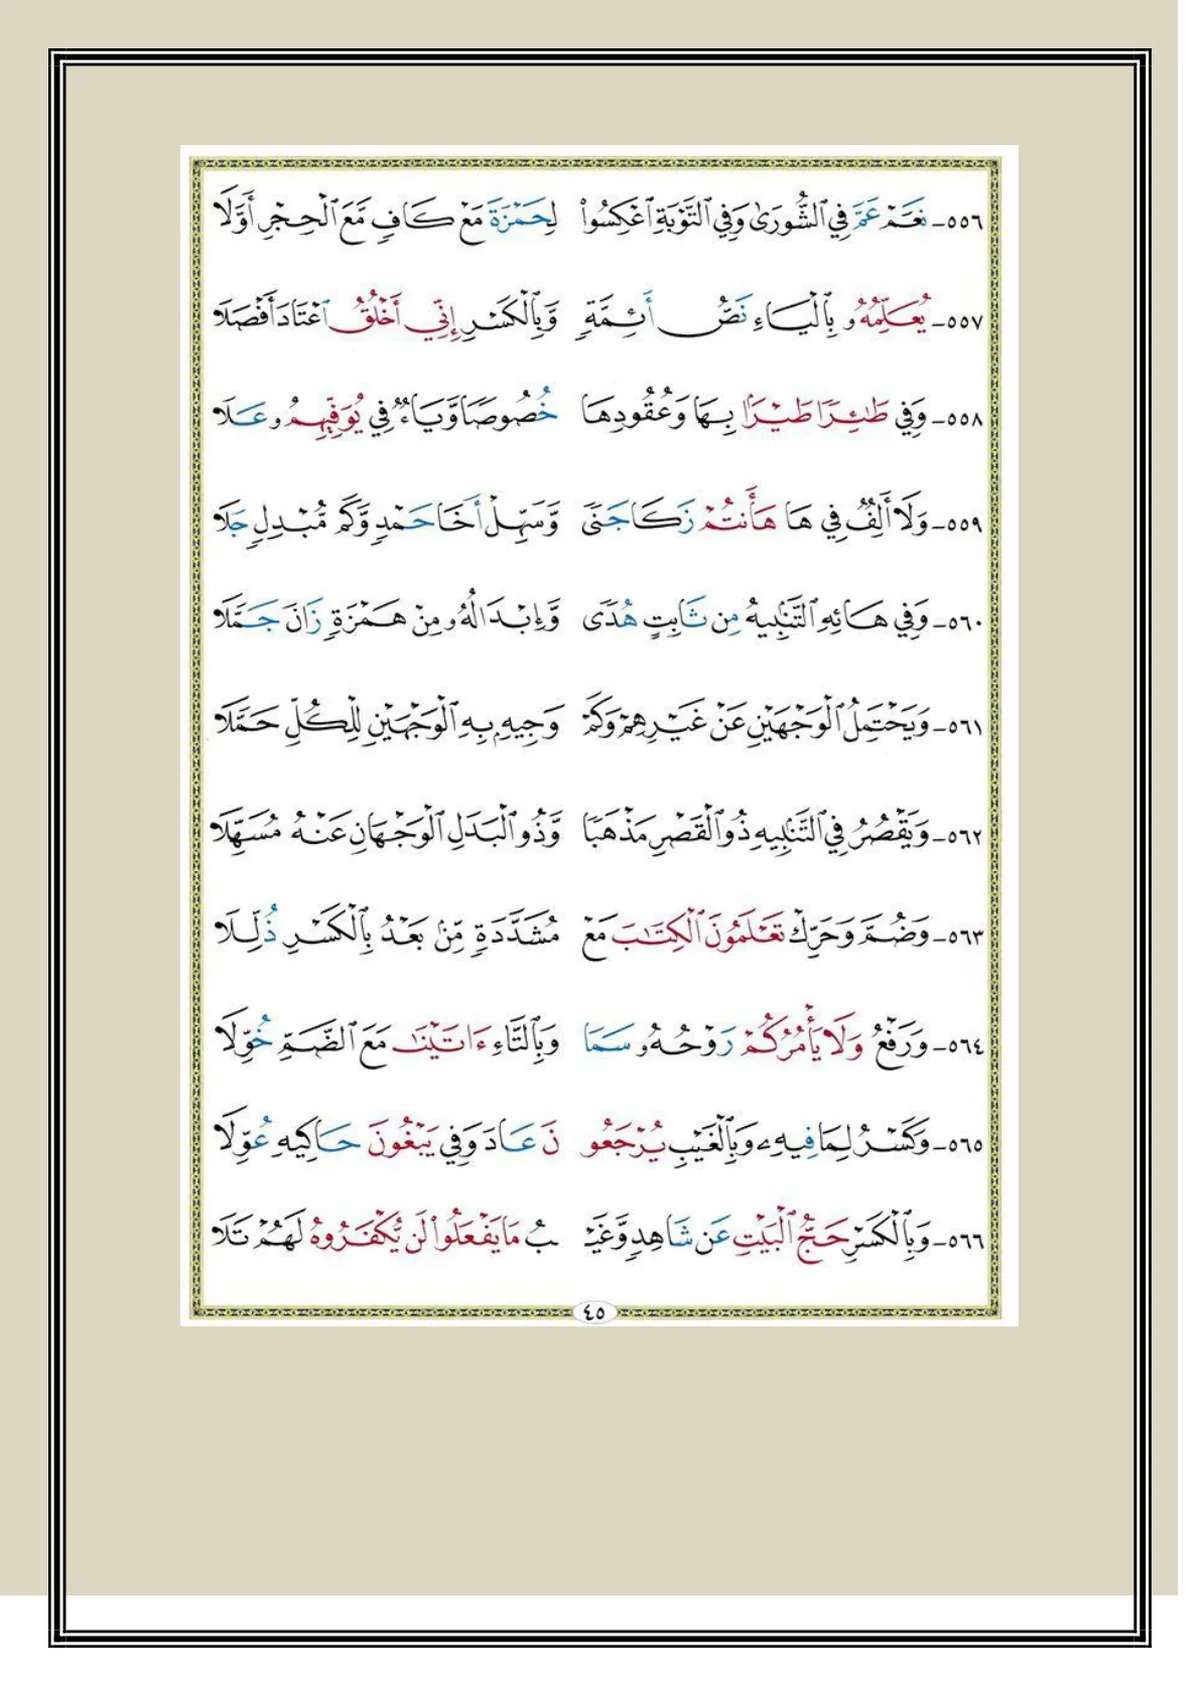 ٥٥٦- نَعَمْ عَمَّ فِي الشُّورَىٰ وَفِي التَّوْبَةِ اعْكِسُوا لِحَمْزَةَ مَعْ كَافٍ مَّعَ الْحِجْرِ أَوَّلَا
٥٥٧- يُعَلِّمُهُ بِالْيَاءِ نَصُّ أَئِمَّةٍ وَّبِالْكَسْرِ إِنِّي أَخْلُقُ اعْتَادَ أَفْصَلَا
٥٥٨- وَفِي طَائِرًا طَيْرًا بِهَا وَعُقُودِهَا خُصُوصًا وَّيَاءٌ فِي يُوَفِّيهِمُ عَلَا
٥٥٩- وَلَا أَلِفٌ فِي هَا هَأَنتُمْ زَكَا جَنًى وَّسَهِّلْ أَخَا حَمْدٍ وَّكَمْ مُّبْدِلٍ جَلَا
٥٦٠- وَفِي هَائِهِ التَّنْبِيهُ مِن ثَابِتٍ هُدًى وَّإِبْدَالُهُ مِنْ هَمْزَةٍ زَانَ جَمَّلَا
٥٦١- وَيَحْتَمِلُ الْوَجْهَيْنِ عَنْ غَيْرِهِمْ وَكَمْ وَجِيهٍ بِهِ الْوَجْهَيْنِ لِلْكُلِّ حَمَّلَا
٥٦٢- وَيَقْصُرُ فِي التَّنْبِيهِ ذُو الْقَصْرِ مَذْهَبًا وَّذُو الْبَدَلِ الْوَجْهَانِ عَنْهُ مُسَهِّلَا
٥٦٣- وَضُمَّ وَحَرِّكْ تَعْلَمُونَ الْكِتَابَ مَعْ مُشَدَّدَةٍ مِّنْ بَعْدُ بِالْكَسْرِ ذُلِّلَا
٥٦٤- وَرَفْعُ وَلَا يَأْمُرُكُمْ رَوْحُهُ سَمَا وَبِالتَّاءِ ءَاتَيْنَا مَعَ الضَّمِّ خُوِّلَا
٥٦٥- وَكَسْرُ لِمَا فِيهِ وَبِالْغَيْبِ يُرْجَعُو نَ عَادَ وَفِي يَبْغُونَ حَاكِيهِ عُوِّلَا
٥٦٦- وَبِالْكَسْرِ حَجُّ الْبَيْتِ عَن شَاهِدٍ وَّغَيْـ ـبُ مَا يَفْعَلُوا لَن يُّكْفَرُوهُ لَهُمْ تَلَا
٤٥